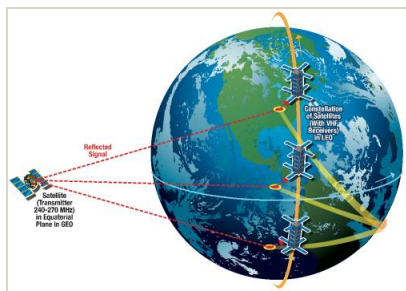 Constellation
of Satellites
(With VHF
Receivers)
in LEO
Reflected
Signal
Satellite
(Transmitter
240-270 MHz)
in Equatorial
Plane in GEO